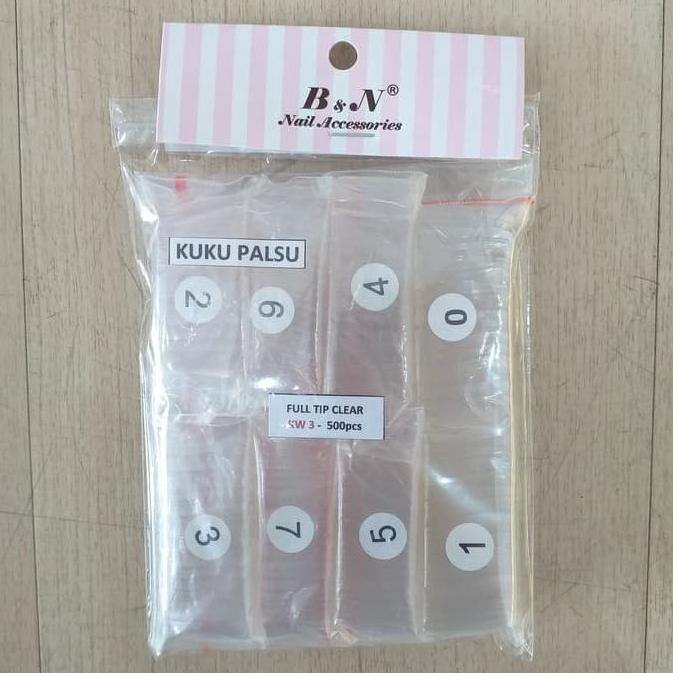 B & N®
Nail Accessories
KUKU PALSU
2
6
4
0
FULL TIP CLEAR
KW 3 - 500pcs
3
7
5
1